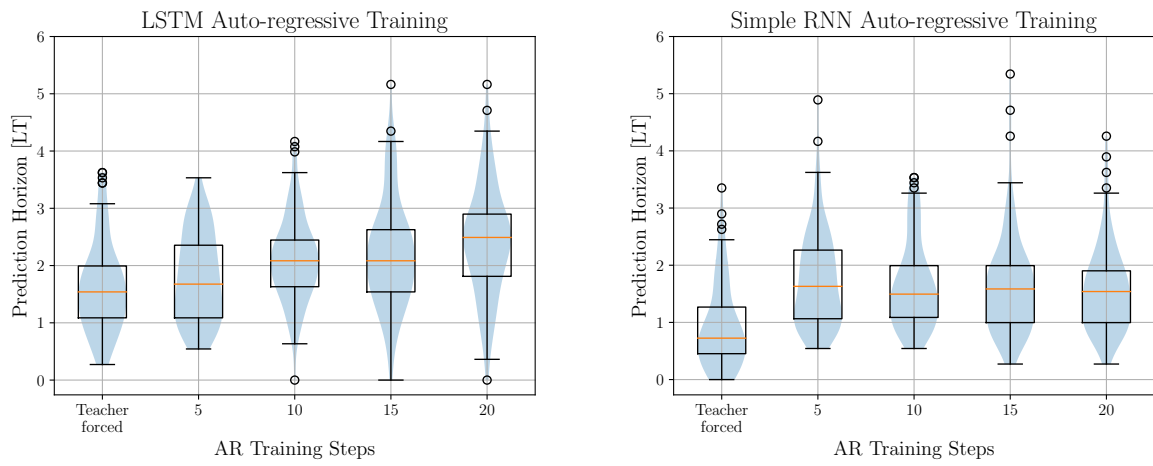 LSTM Auto-regressive Training
Prediction Horizon [LT]
6
5
4
3
2
1
0
Teacher
forced
5
10
15
20
AR Training Steps
Simple RNN Auto-regressive Training
Prediction Horizon [LT]
6
5
4
3
2
1
0
Teacher
forced
5
10
15
20
AR Training Steps